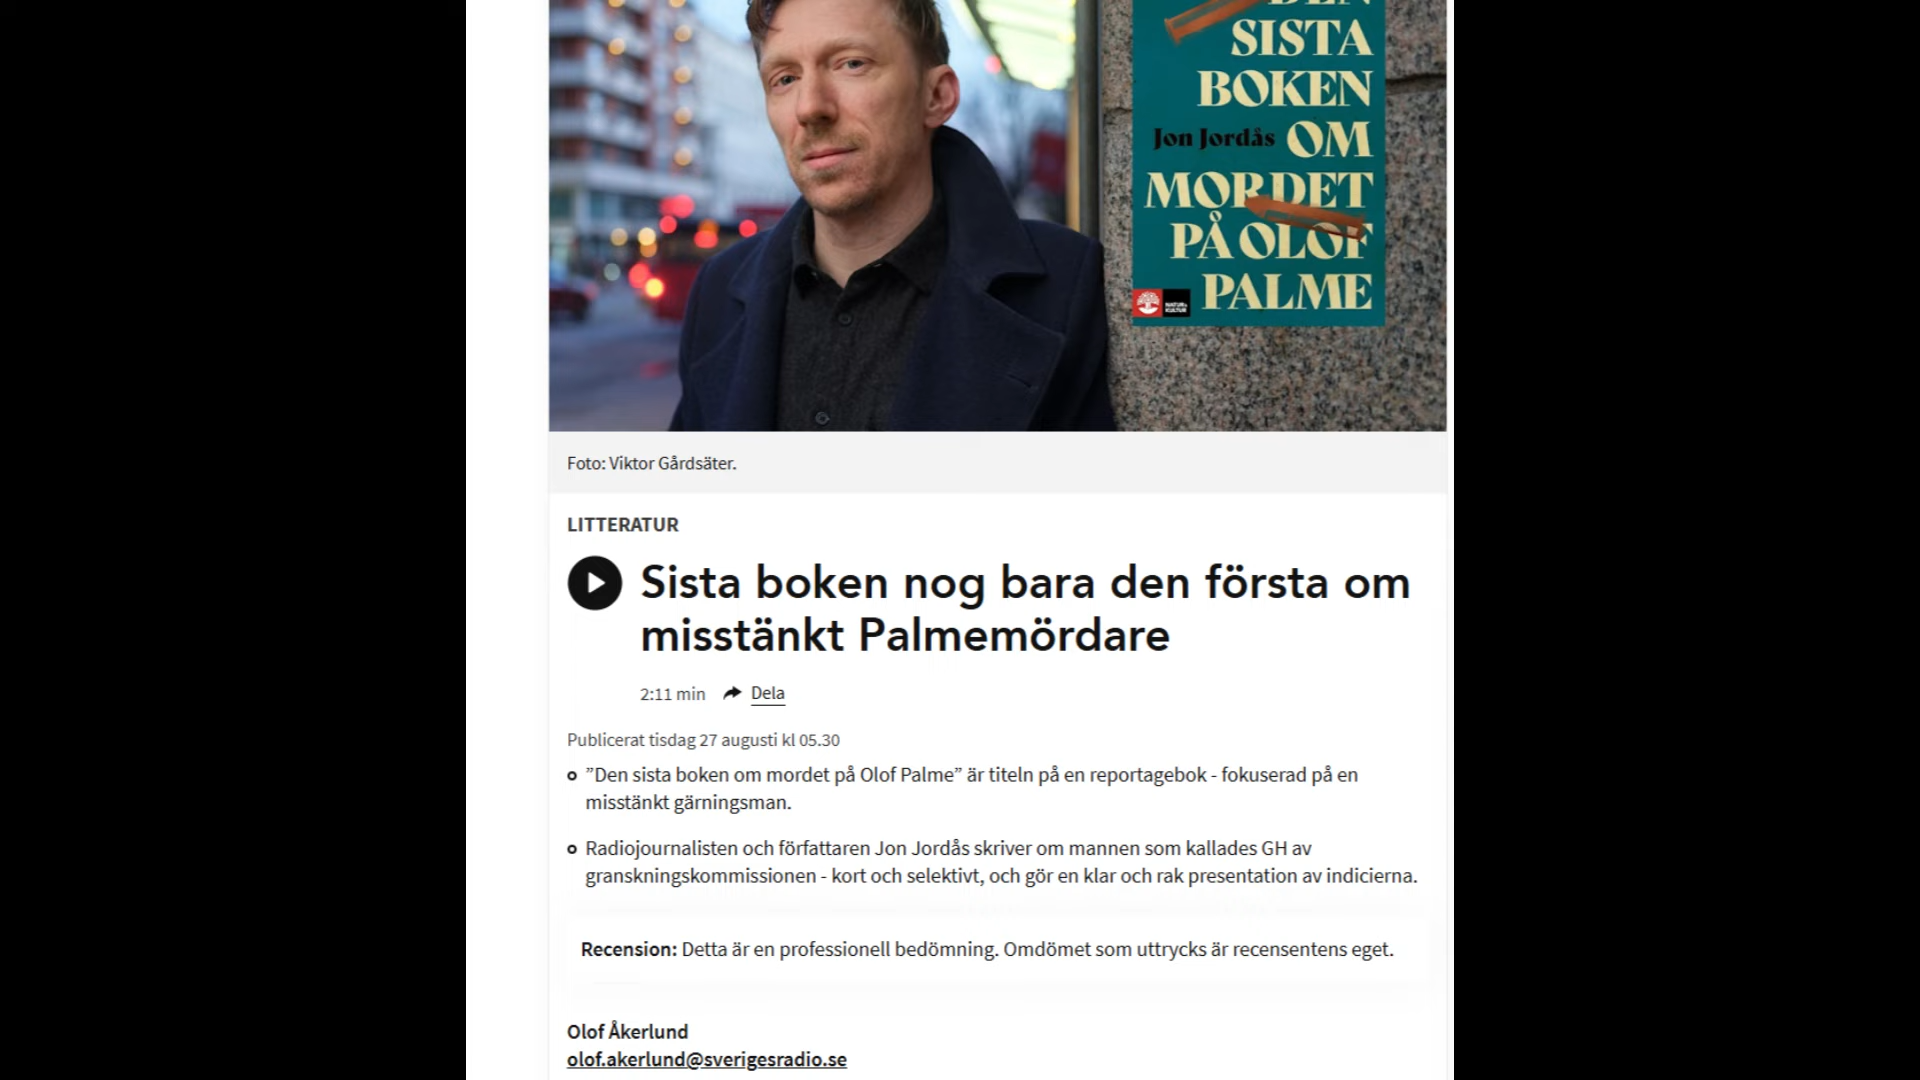 DEN
SISTA
BOKEN
Jon Jordås OM
MORDET
PÅ OLOF
PALME
NATUR &
KULTUR
Foto: Viktor Gårdsäter.
LITTERATUR
Sista boken nog bara den första om
misstänkt Palmemördare
2:11 min Dela
Publicerat tisdag 27 augusti kl 05.30
”Den sista boken om mordet på Olof Palme” är titeln på en reportagebok - fokuserad på en
misstänkt gärningsman.
Radiojournalisten och författaren Jon Jordås skriver om mannen som kallades GH av
granskningskommissionen - kort och selektivt, och gör en klar och rak presentation av indicierna.
Recension: Detta är en professionell bedömning. Omdömet som uttrycks är recensentens eget.
Olof Åkerlund
olof.akerlund@sverigesradio.se